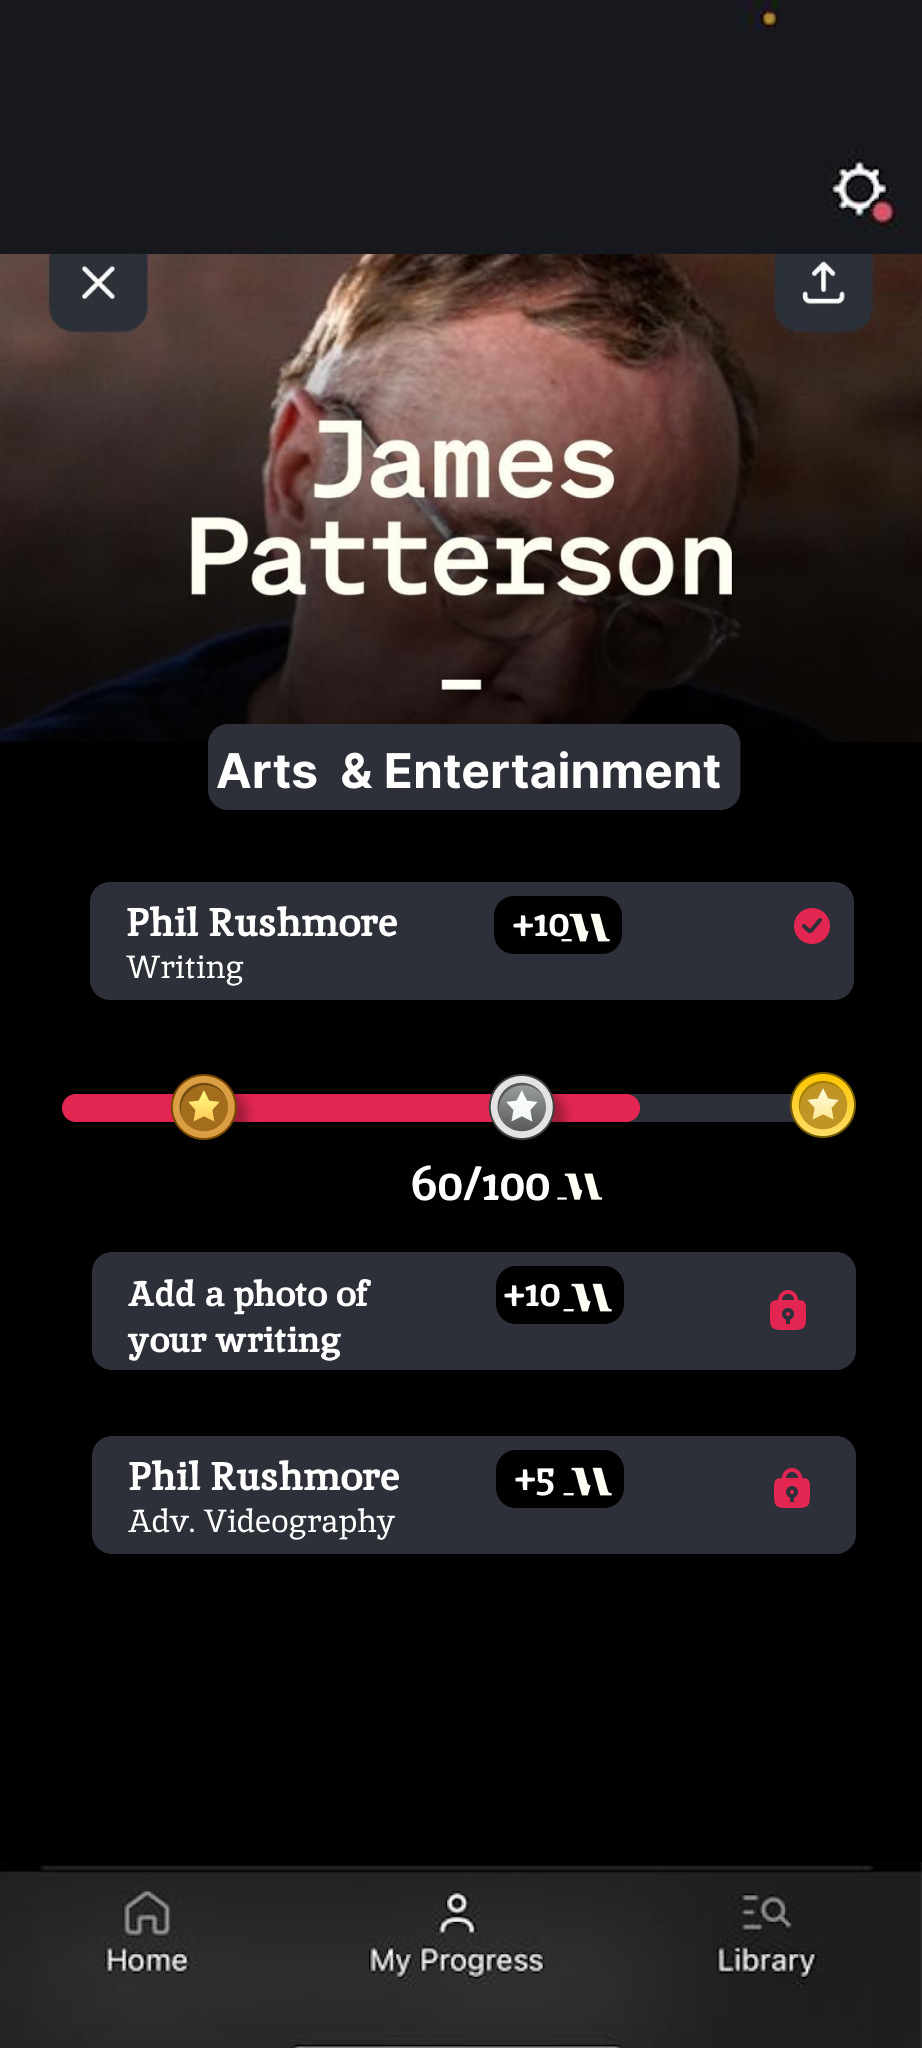 James
Patterson
Arts & Entertainment
Phil Rushmore
+10
Writing
60/100
Add a photo of
+10
your writing
Phil Rushmore
+5
Adv. Videography
Home
My Progress
Library